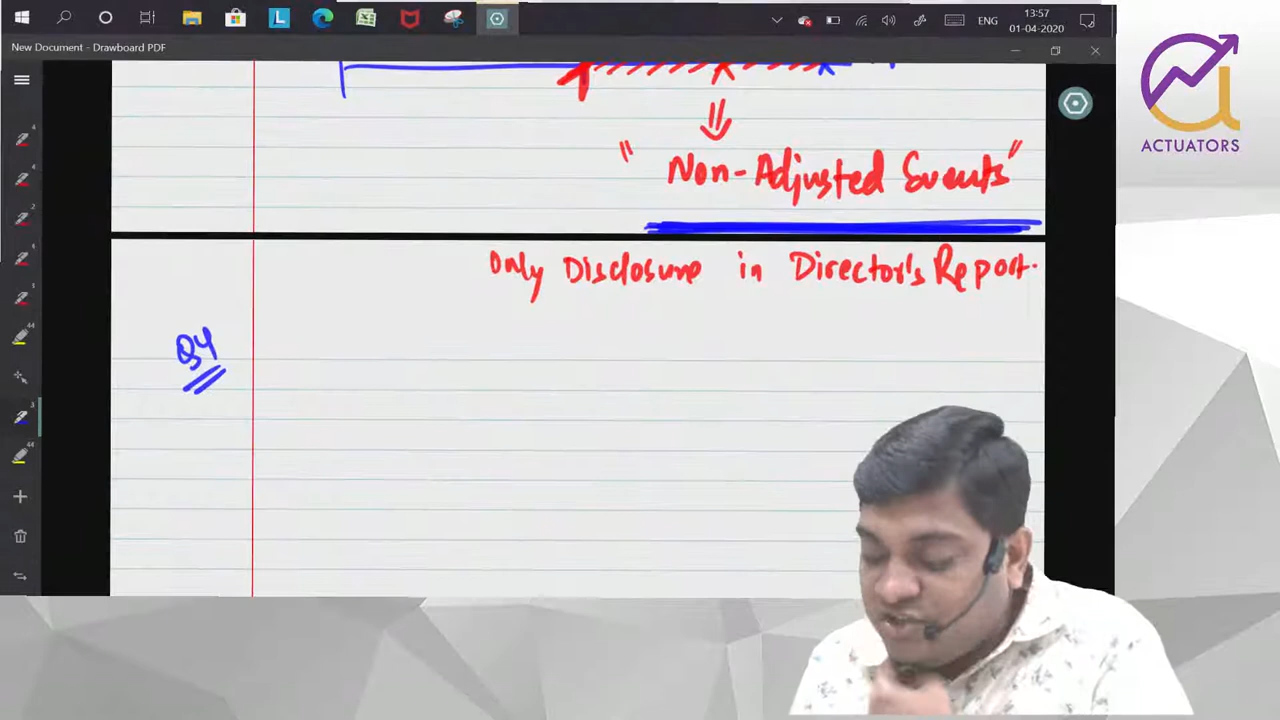 13:57
ENG
01-04-2020
New Document - Drawboard PDF
ACTUATORS
" Non-Adjusted Events "
Only Disclosure in Director's Report.
Q4